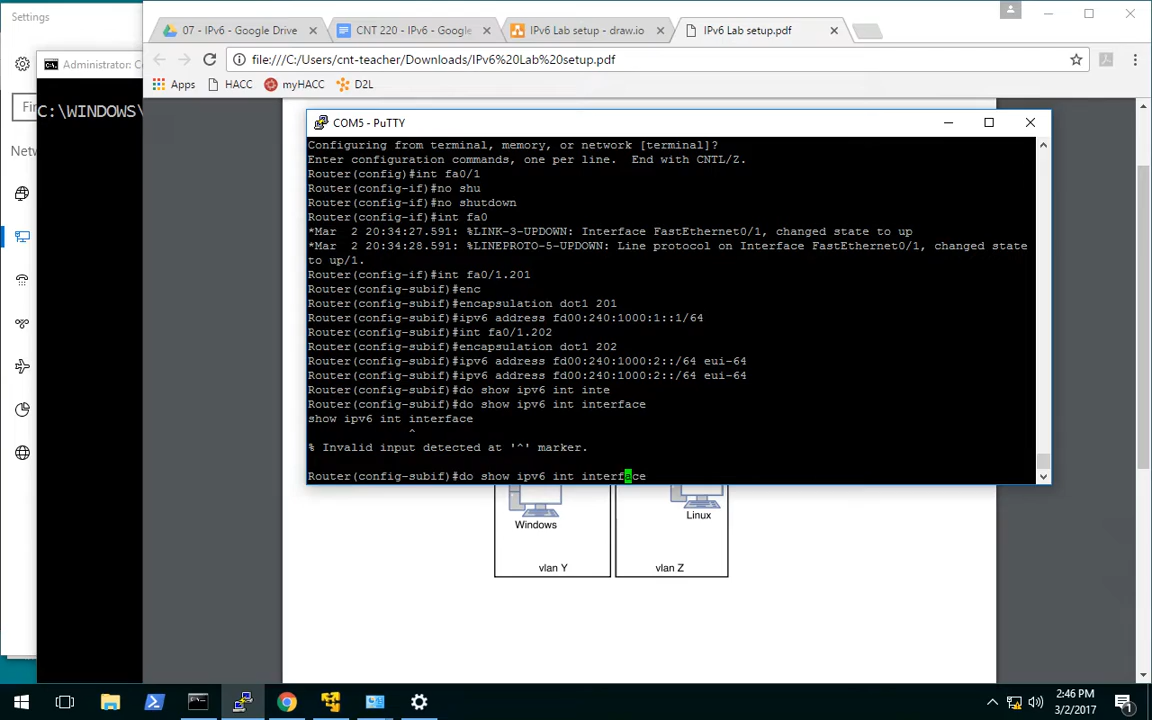 Settings
07 - IPv6 - Google Drive
CNT 220 - IPv6 - Google
IPv6 Lab setup - draw.io
IPv6 Lab setup.pdf
Administrator: C
file:///C:/Users/cnt-teacher/Downloads/IPv6%20Lab%20setup.pdf
Apps
HACC
myHACC
D2L
Fi
C:\WINDOWS\
COM5 - PuTTY
Netw
Configuring from terminal, memory, or network [terminal]?
Enter configuration commands, one per line.  End with CNTL/Z.
Router(config)#int fa0/1
Router(config-if)#no shu
Router(config-if)#no shutdown
Router(config-if)#int fa0
*Mar  2 20:34:27.591: %LINK-3-UPDOWN: Interface FastEthernet0/1, changed state to up
*Mar  2 20:34:28.591: %LINEPROTO-5-UPDOWN: Line protocol on Interface FastEthernet0/1, changed state
to up/1.
Router(config-if)#int fa0/1.201
Router(config-subif)#enc
Router(config-subif)#encapsulation dot1 201
Router(config-subif)#ipv6 address fd00:240:1000:1::1/64
Router(config-subif)#int fa0/1.202
Router(config-subif)#encapsulation dot1 202
Router(config-subif)#ipv6 address fd00:240:1000:2::/64 eui-64
Router(config-subif)#ipv6 address fd00:240:1000:2::/64 eui-64
Router(config-subif)#do show ipv6 int inte
Router(config-subif)#do show ipv6 int interface
show ipv6 int interface
^
% Invalid input detected at '^' marker.
Router(config-subif)#do show ipv6 int interface
Windows
Linux
vlan Y
vlan Z
2:46 PM
3/2/2017
1